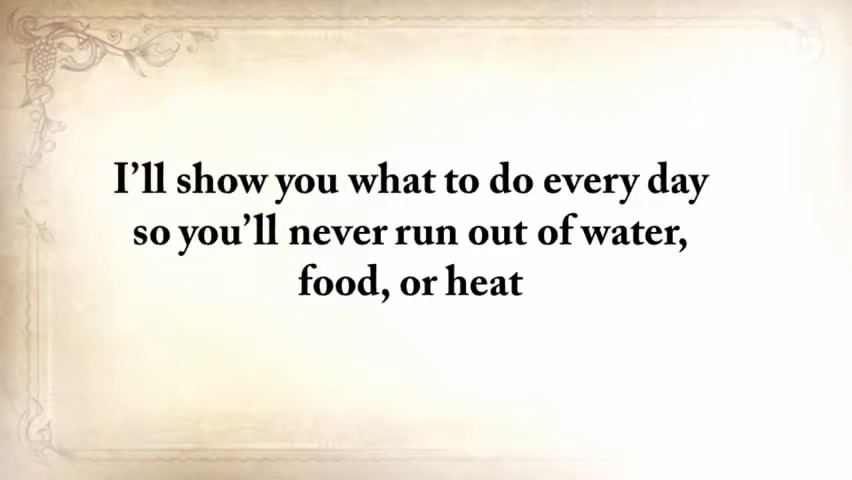 I’ll show you what to do every day
so you’ll never run out of water,
food, or heat